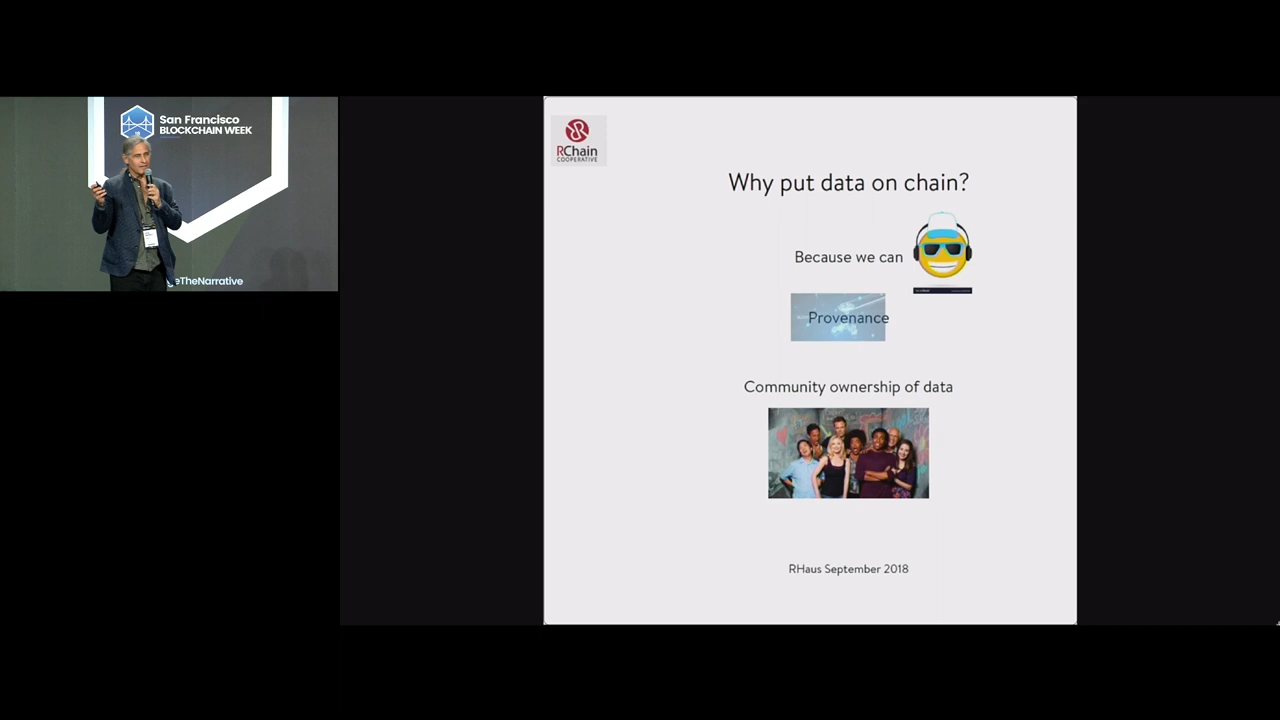 San Francisco
BLOCKCHAIN WEEK
eTheNarrative
RChain
COOPERATIVE
Why put data on chain?
Because we can
Provenance
Community ownership of data
RHaus September 2018